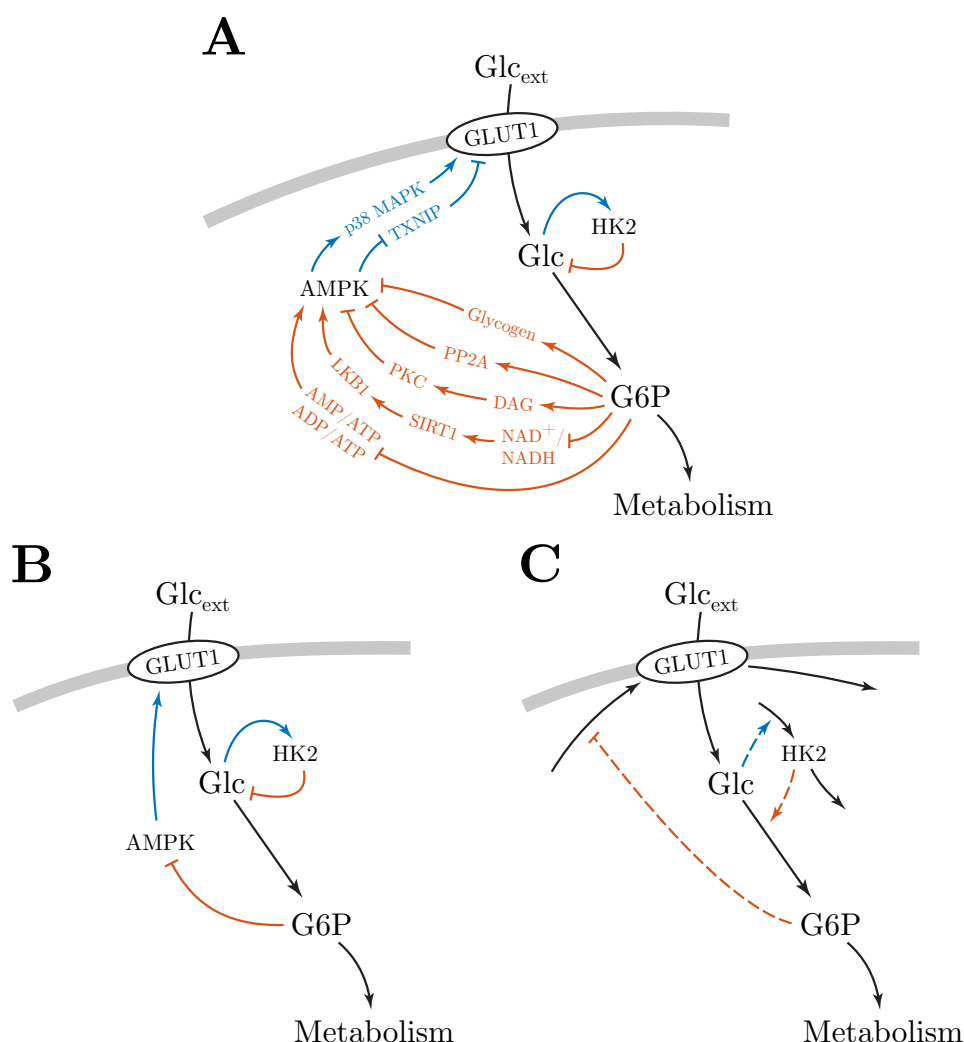 A
Glc_ext
GLUT1
p38 MAPK
TXNIP
HK2
Glc
AMPK
Glycogen
PP2A
PKC
LKB1
G6P
DAG
AMP/ATP
ADP/ATP
SIRT1
NAD⁺/
NADH
Metabolism
B
Glc_ext
GLUT1
HK2
Glc
AMPK
G6P
Metabolism
C
Glc_ext
GLUT1
HK2
Glc
G6P
Metabolism